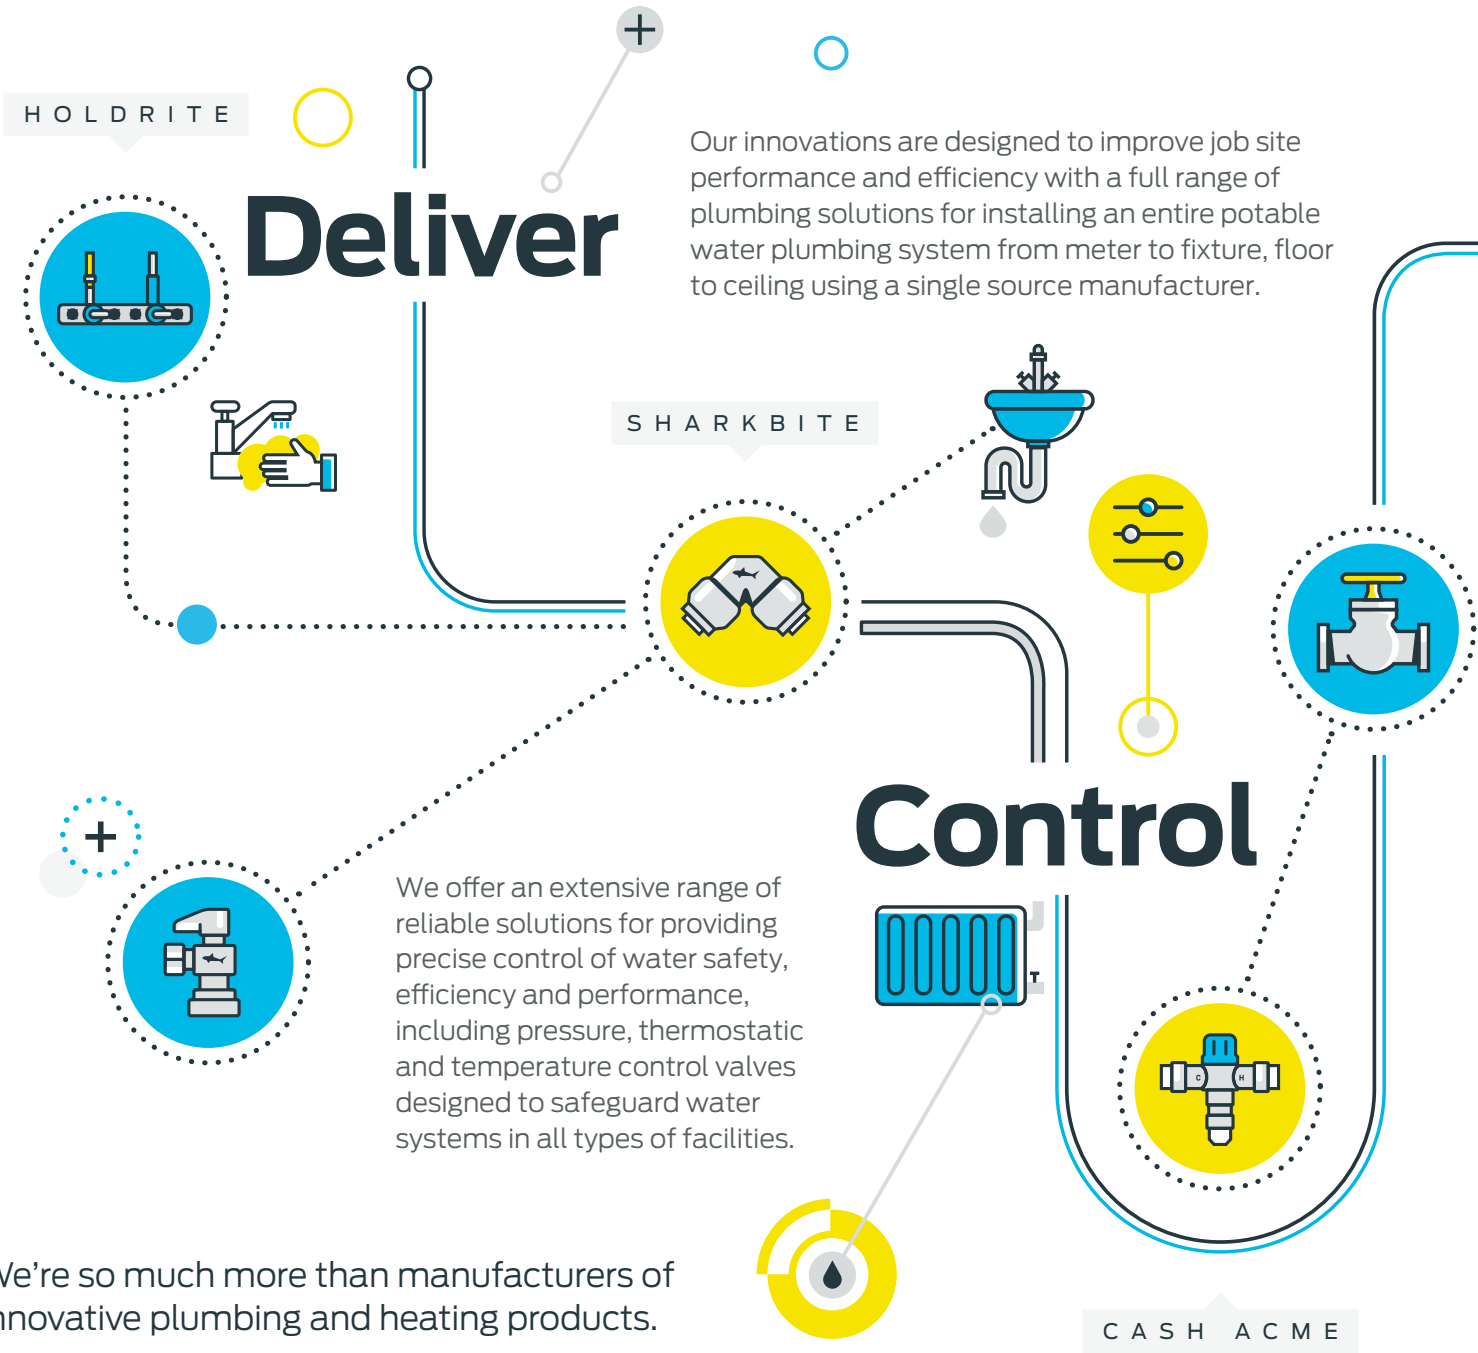 HOLDRITE
Deliver
Our innovations are designed to improve job site
performance and efficiency with a full range of
plumbing solutions for installing an entire potable
water plumbing system from meter to fixture, floor
to ceiling using a single source manufacturer.
SHARKBITE
Control
We offer an extensive range of
reliable solutions for providing
precise control of water safety,
efficiency and performance,
including pressure, thermostatic
and temperature control valves
designed to safeguard water
systems in all types of facilities.
C H
We’re so much more than manufacturers of
nnovative plumbing and heating products.
CASH ACME